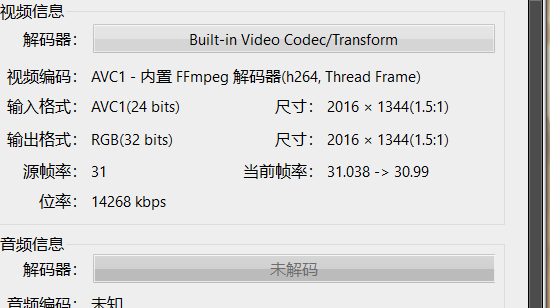 视频信息
解码器： Built-in Video Codec/Transform
视频编码： AVC1 - 内置 FFmpeg 解码器(h264, Thread Frame)
输入格式： AVC1(24 bits) 尺寸： 2016 × 1344(1.5:1)
输出格式： RGB(32 bits) 尺寸： 2016 × 1344(1.5:1)
源帧率： 31 当前帧率： 31.038 -> 30.99
位率： 14268 kbps
音频信息
解码器： 未解码
音频编码： 未知